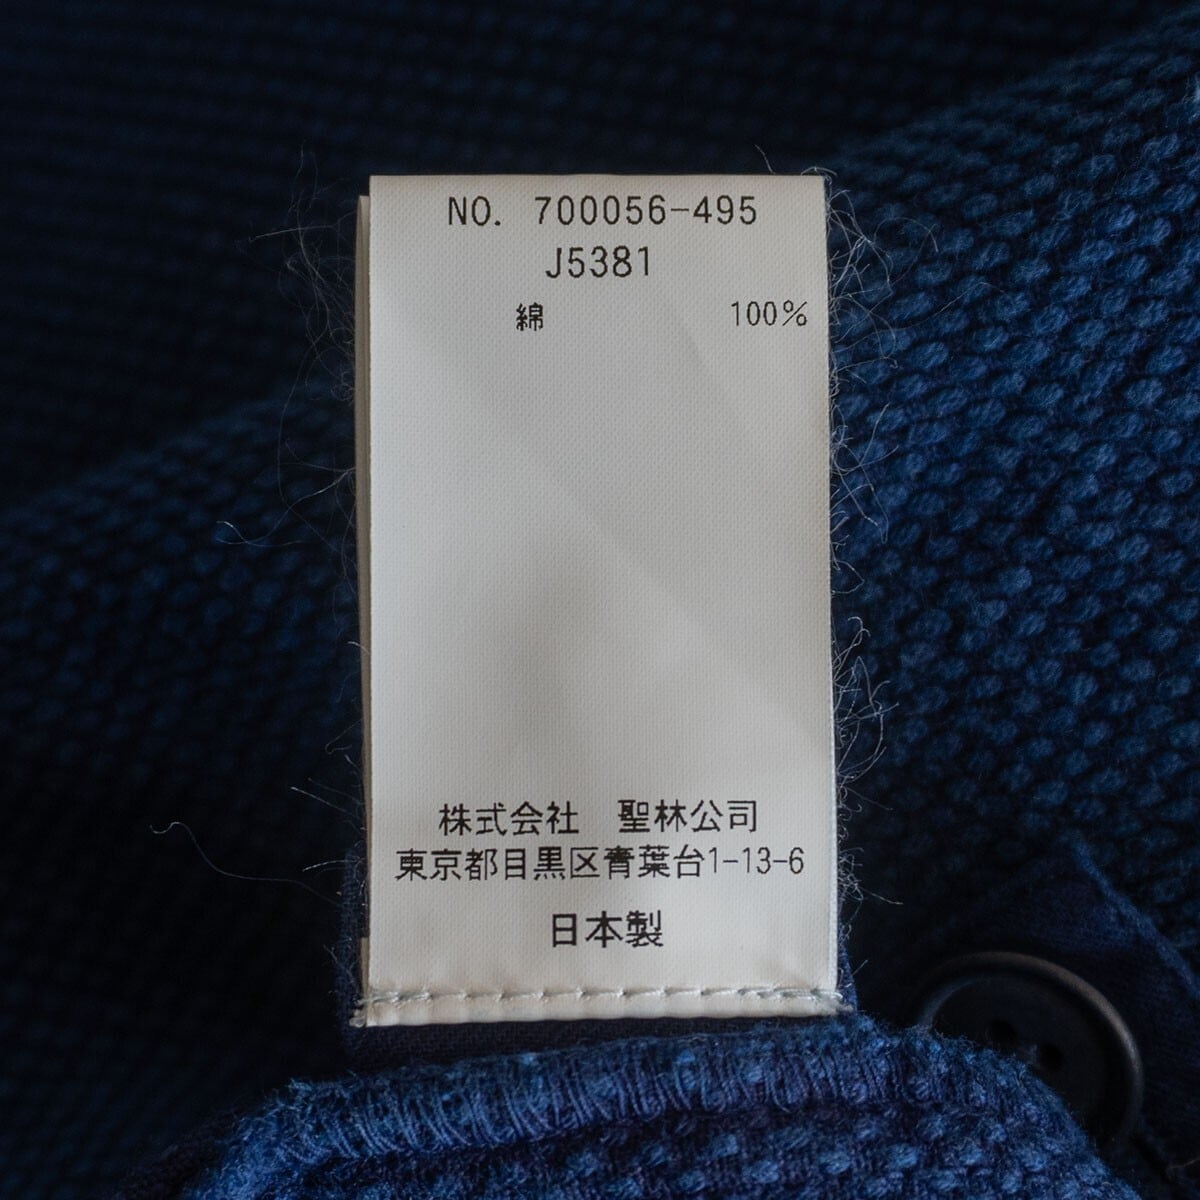 NO. 700056-495
J5381
綿 100%
株式会社 聖林公司
東京都目黒区青葉台1-13-6
日本製